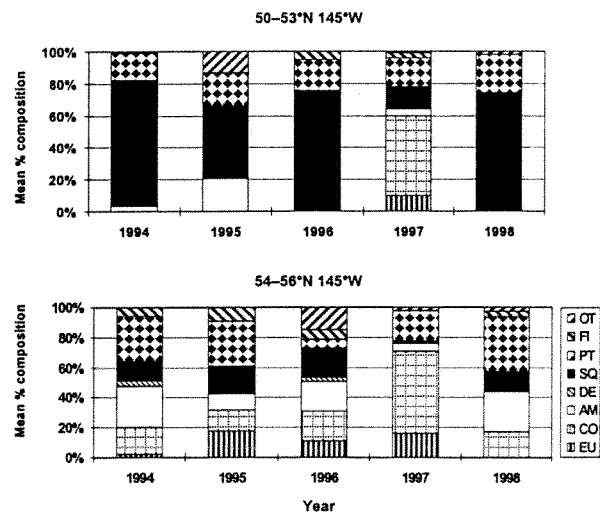 50–53°N 145°W
Mean % composition
100%
80%
60%
40%
20%
0%
1994 1995 1996 1997 1998
54–56°N 145°W
Mean % composition
100%
80%
60%
40%
20%
0%
1994 1995 1996 1997 1998
Year
OT
FI
PT
SQ
DE
AM
CO
EU